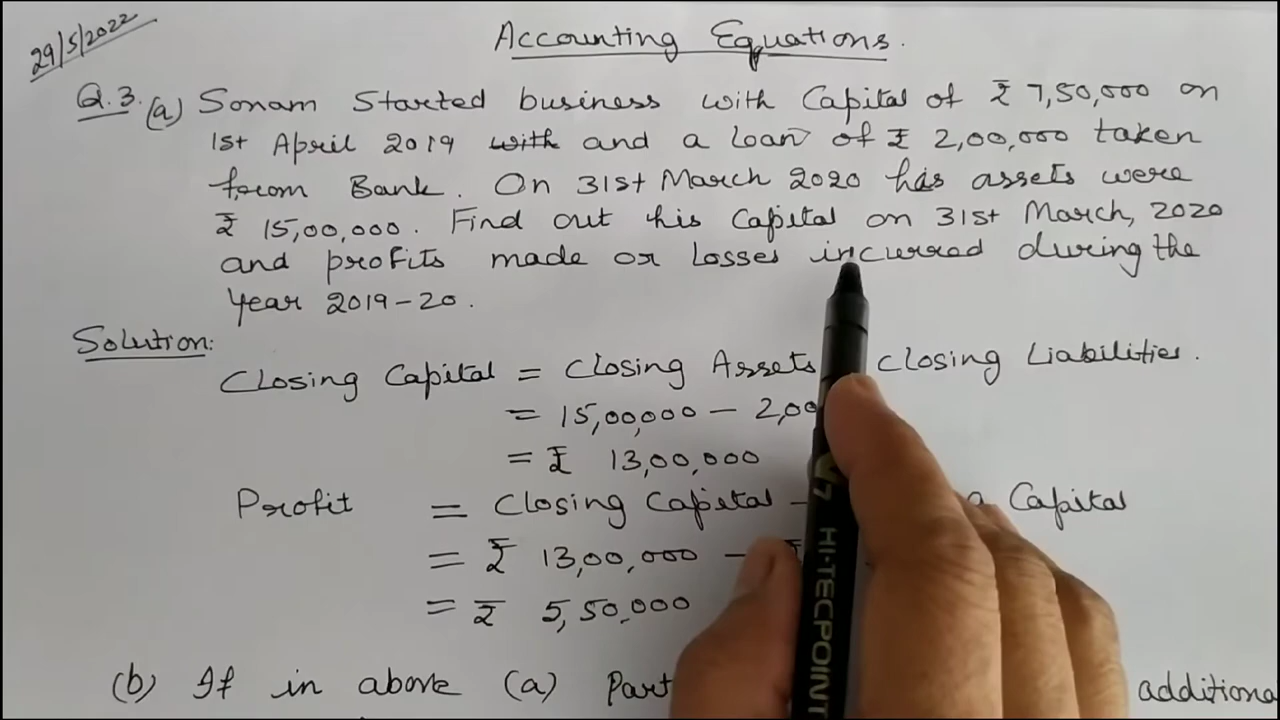 29/5/2022
Accounting Equations.
Q.3. (a) Sonam Started business with Capital of ₹ 7,50,000 on
1st April 2019 with and a loan of ₹ 2,00,000 taken
from Bank. On 31st March 2020 his assets were
₹ 15,00,000. Find out his Capital on 31st March, 2020
and profits made or Losses incurred during the
Year 2019-20.
Solution:
Closing Capital = Closing Assets Closing Liabilities.
= 15,00,000 - 2,00
= ₹ 13,00,000
Profit = Closing Capital - Capital
= ₹ 13,00,000 - ₹
= ₹ 5,50,000
(b) If in above (a) Part additiona
HI-TECPOINT V7